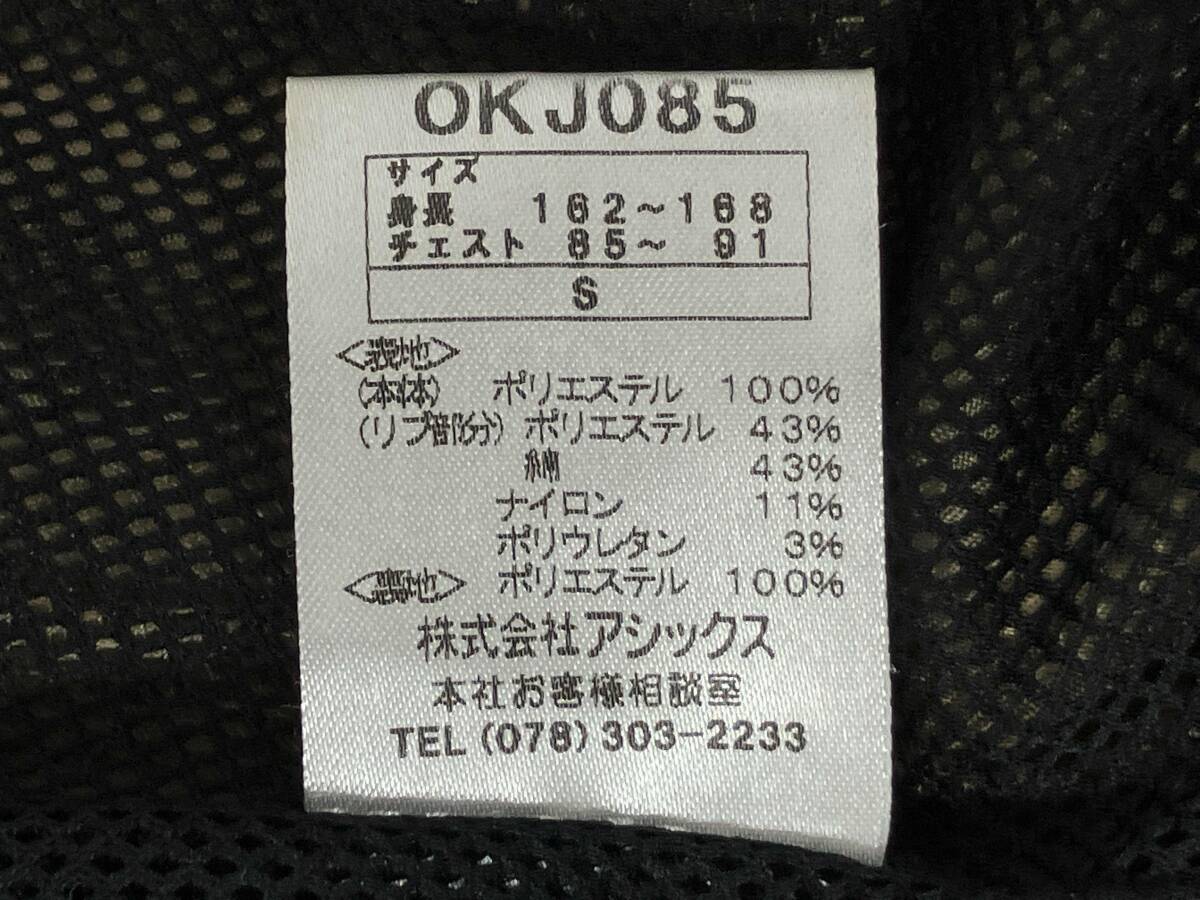 OKJ085
サイズ
身長 162~168
チェスト 85~ 91
S
<表地>
(本体) ポリエステル 100%
(リブ部分) ポリエステル 43%
綿 43%
ナイロン 11%
ポリウレタン 3%
<裏地> ポリエステル 100%
株式会社アシックス
本社お客様相談室
TEL (078) 303-2233